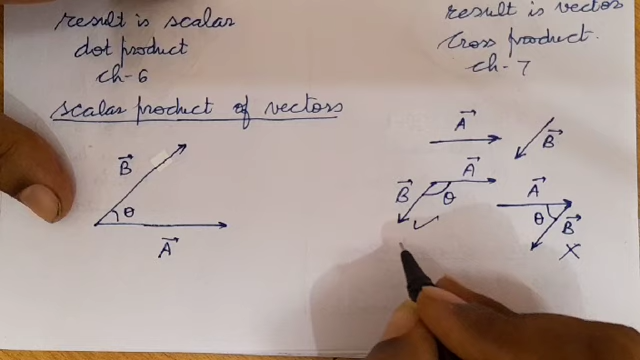 result is scalar
dot product
ch-6
result is vector
Cross product.
ch-7
scalar product of vectors
B
θ
A
A
B
A
B
θ
A
θ
B
X